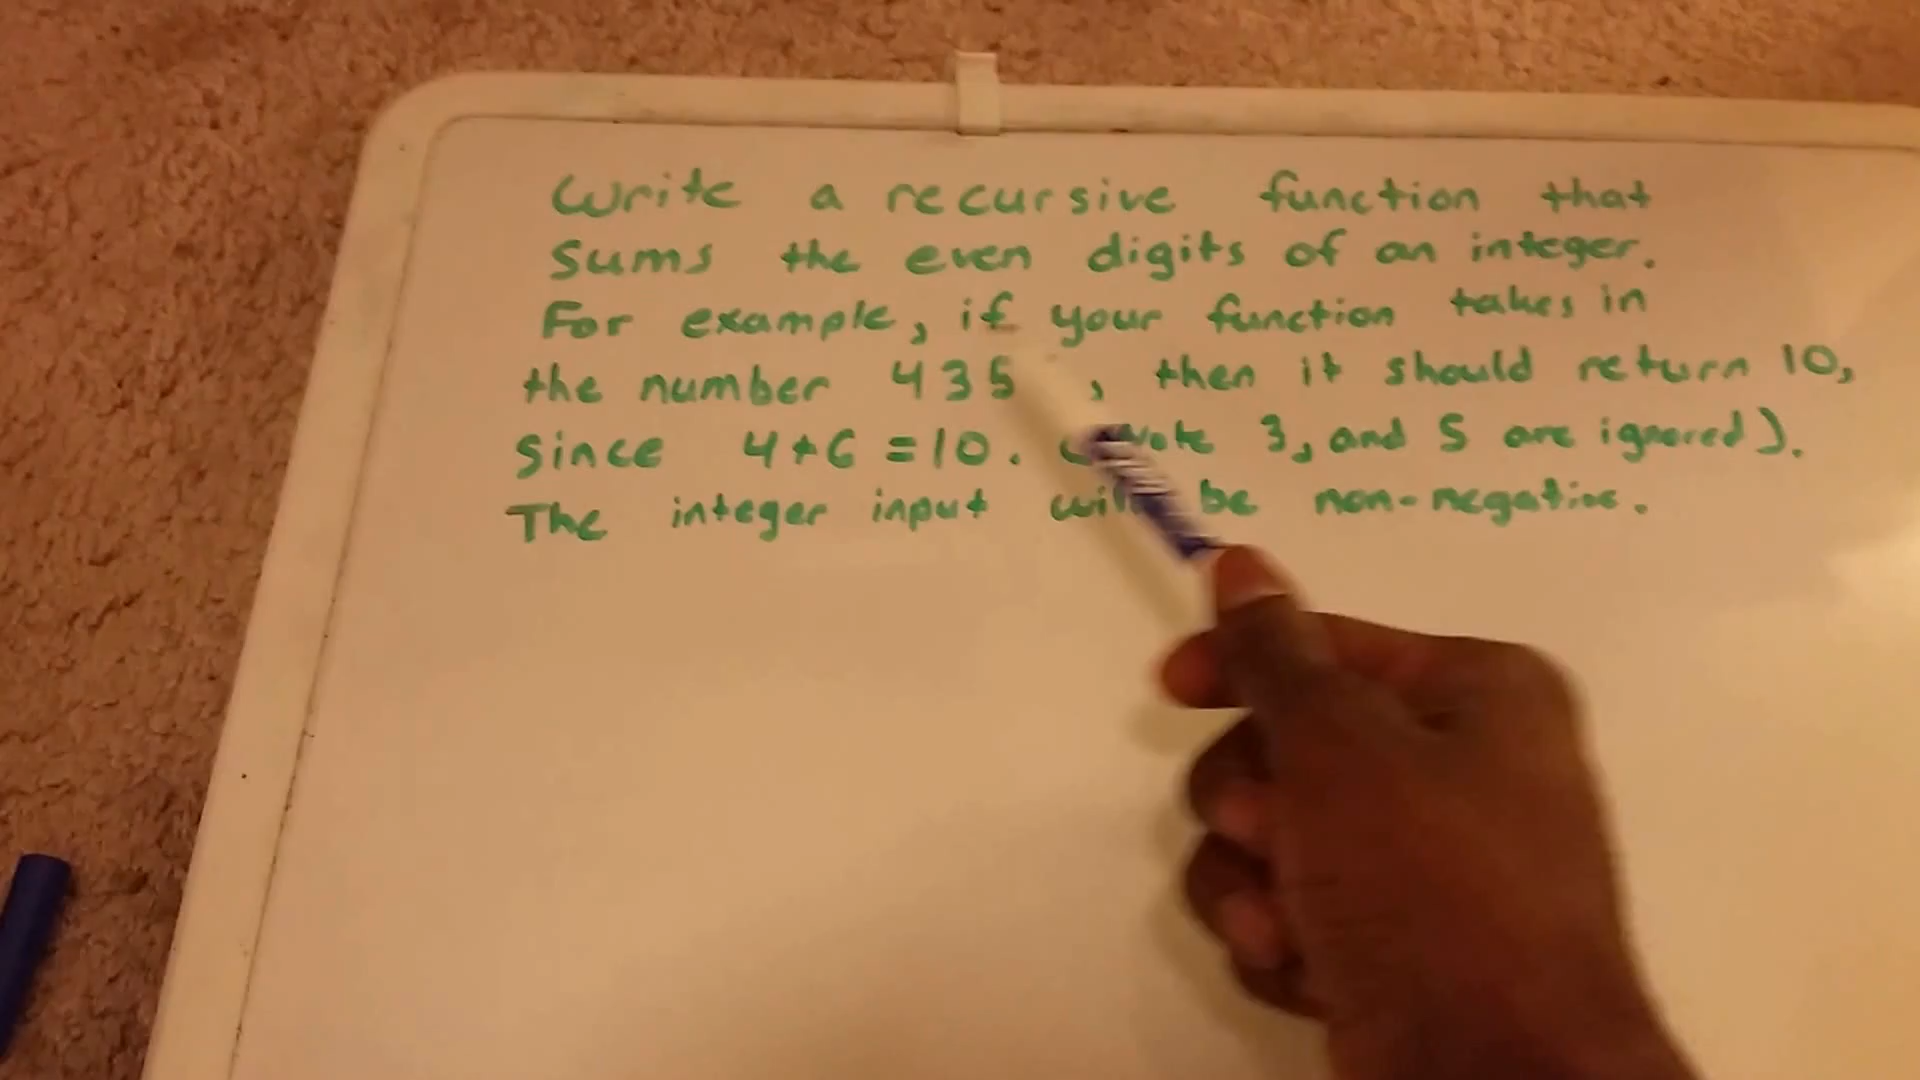 Write a recursive function that
sums the even digits of an integer.
For example, if your function takes in
the number 435 , then it should return 10,
since 4+6=10. 3, and 5 are ignored).
The integer input will be non-negative.